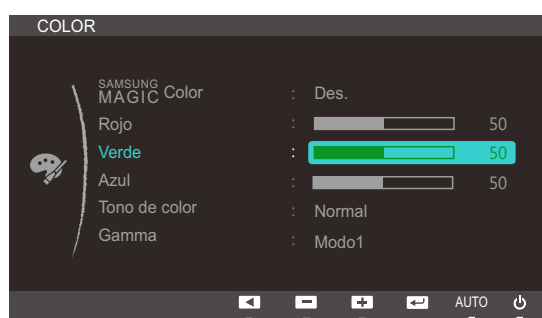 COLOR
SAMSUNG MAGIC Color : Des.
Rojo : 50
Verde : 50
Azul : 50
Tono de color : Normal
Gamma : Modo1
AUTO